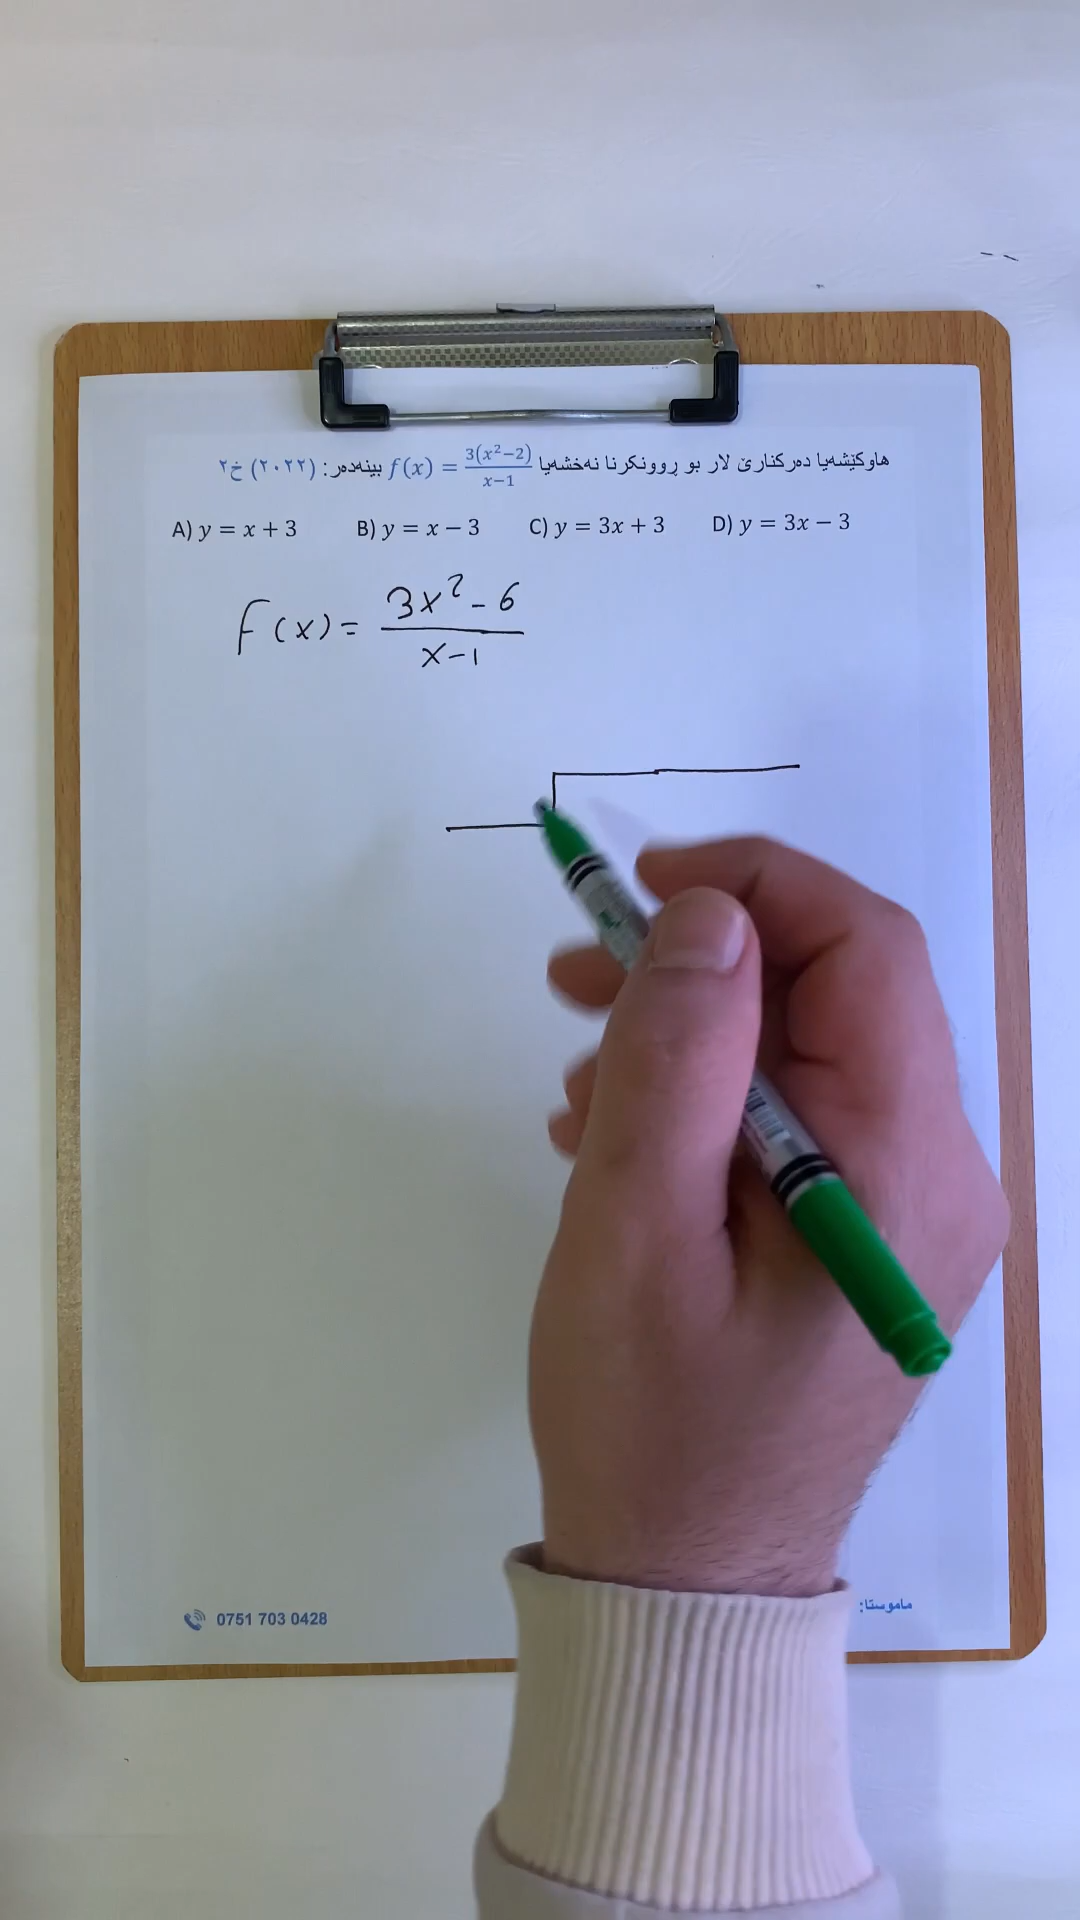 هاوکێشەیا دەرکنارێ لار بو ڕوونکرنا نەخشەیا f(x) = 3(x²−2)/x−1 بینەدەر: (٢٠٢٢) خ٢
A) y = x + 3 B) y = x − 3 C) y = 3x + 3 D) y = 3x − 3
F(x) = 3x² - 6 / x - 1
0751 703 0428
ماموستا: